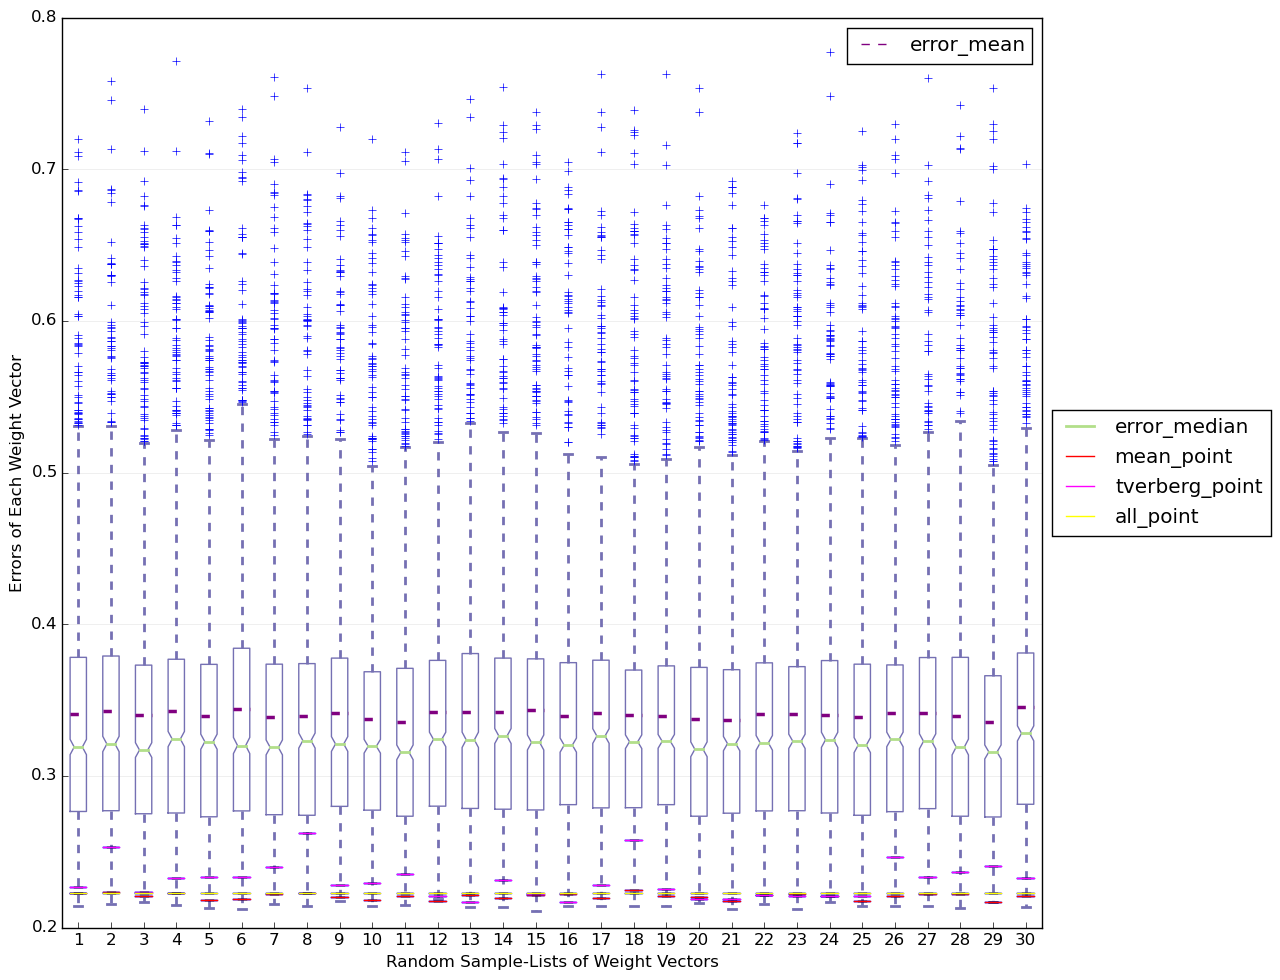 0.8
0.7
0.6
0.5
0.4
0.3
0.2
Errors of Each Weight Vector
error_mean
error_median
mean_point
tverberg_point
all_point
1 2 3 4 5 6 7 8 9 10 11 12 13 14 15 16 17 18 19 20 21 22 23 24 25 26 27 28 29 30
Random Sample-Lists of Weight Vectors